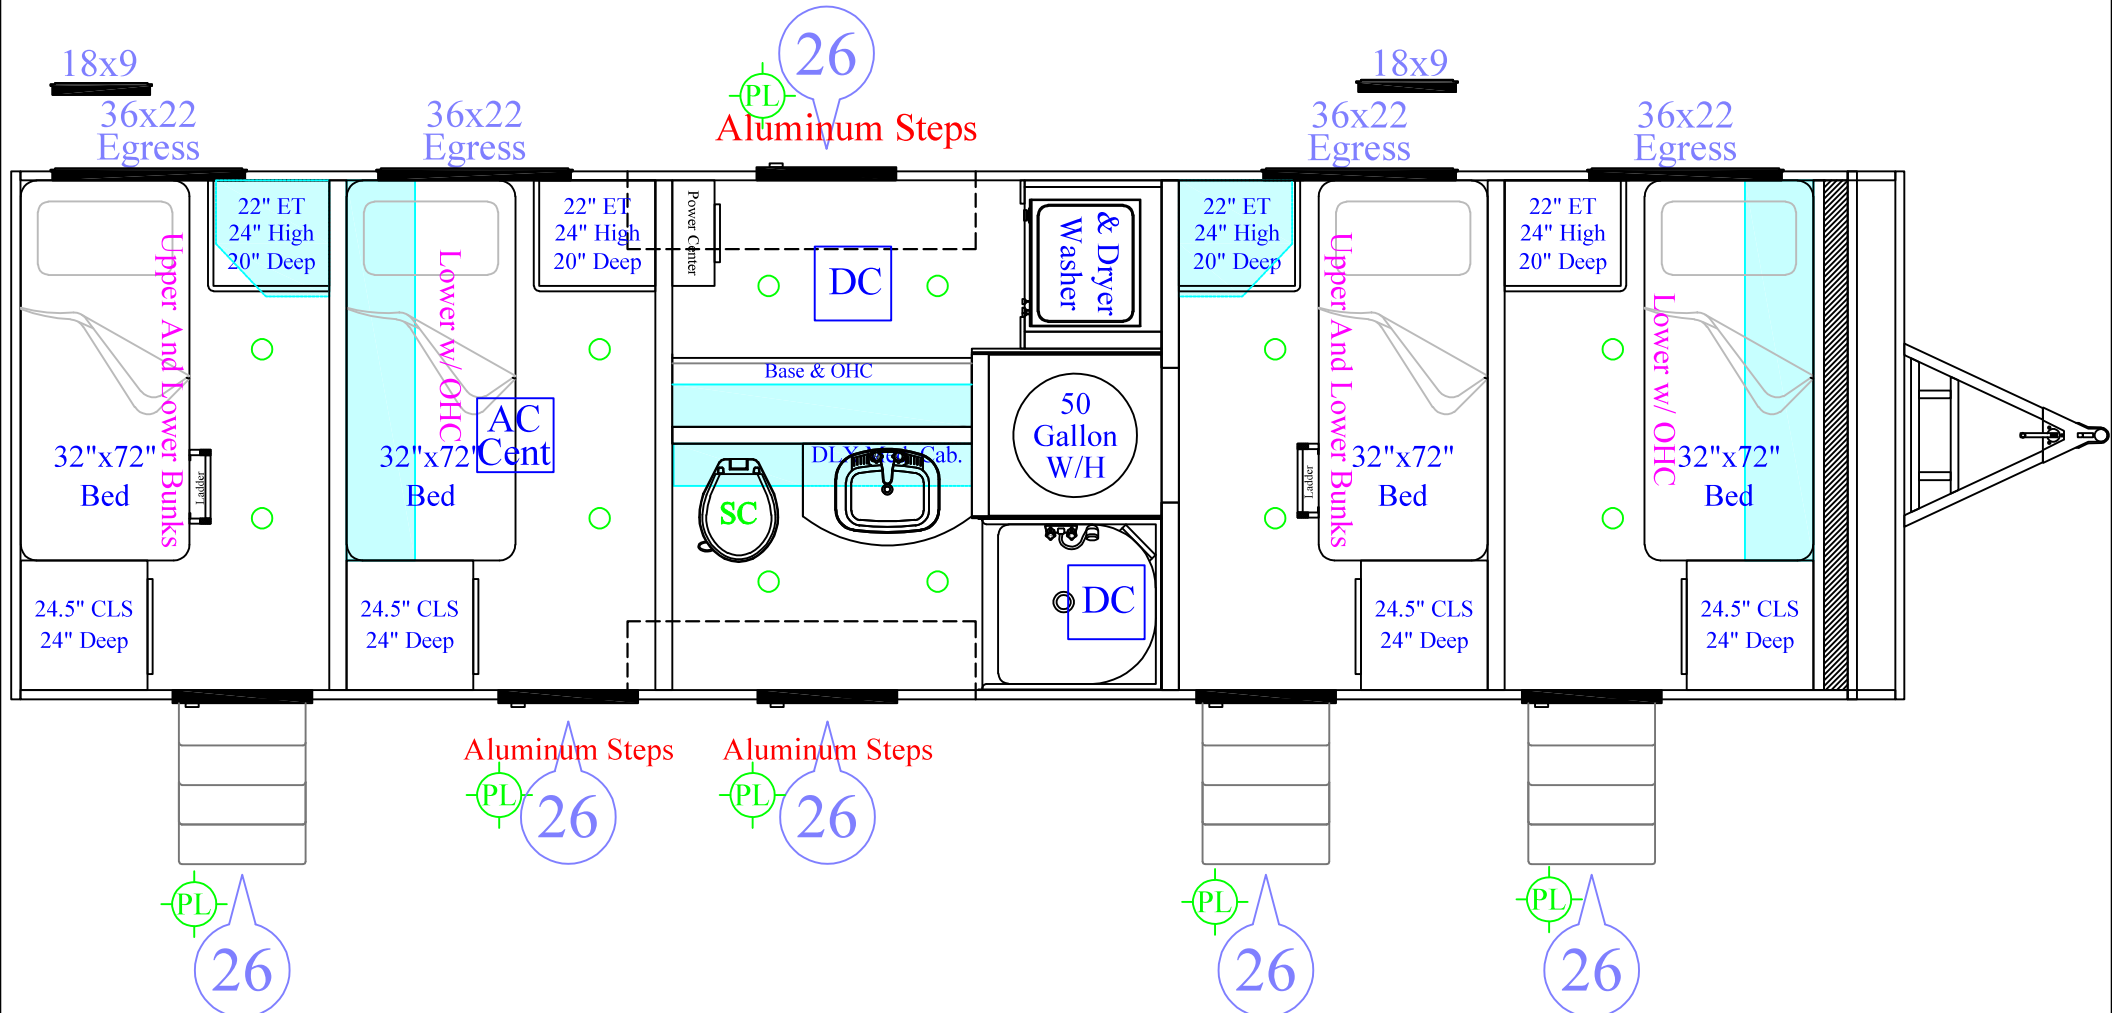 26
18x9
18x9
PL
36x22
Egress
36x22
Egress
Aluminum Steps
36x22
Egress
36x22
Egress
22" ET
24" High
20" Deep
22" ET
24" High
20" Deep
Power Center
DC
Washer
& Dryer
22" ET
24" High
20" Deep
22" ET
24" High
20" Deep
Upper And Lower Bunks
Lower w/ OHC
Upper And Lower Bunks
Lower w/ OHC
Base & OHC
AC
Cent
50
Gallon
W/H
32"x72"
Bed
Ladder
32"x72"
Bed
DLX Med. Cab.
SC
Ladder
32"x72"
Bed
32"x72"
Bed
DC
24.5" CLS
24" Deep
24.5" CLS
24" Deep
24.5" CLS
24" Deep
24.5" CLS
24" Deep
Aluminum Steps
Aluminum Steps
PL
26
PL
26
PL
26
PL
26
PL
26